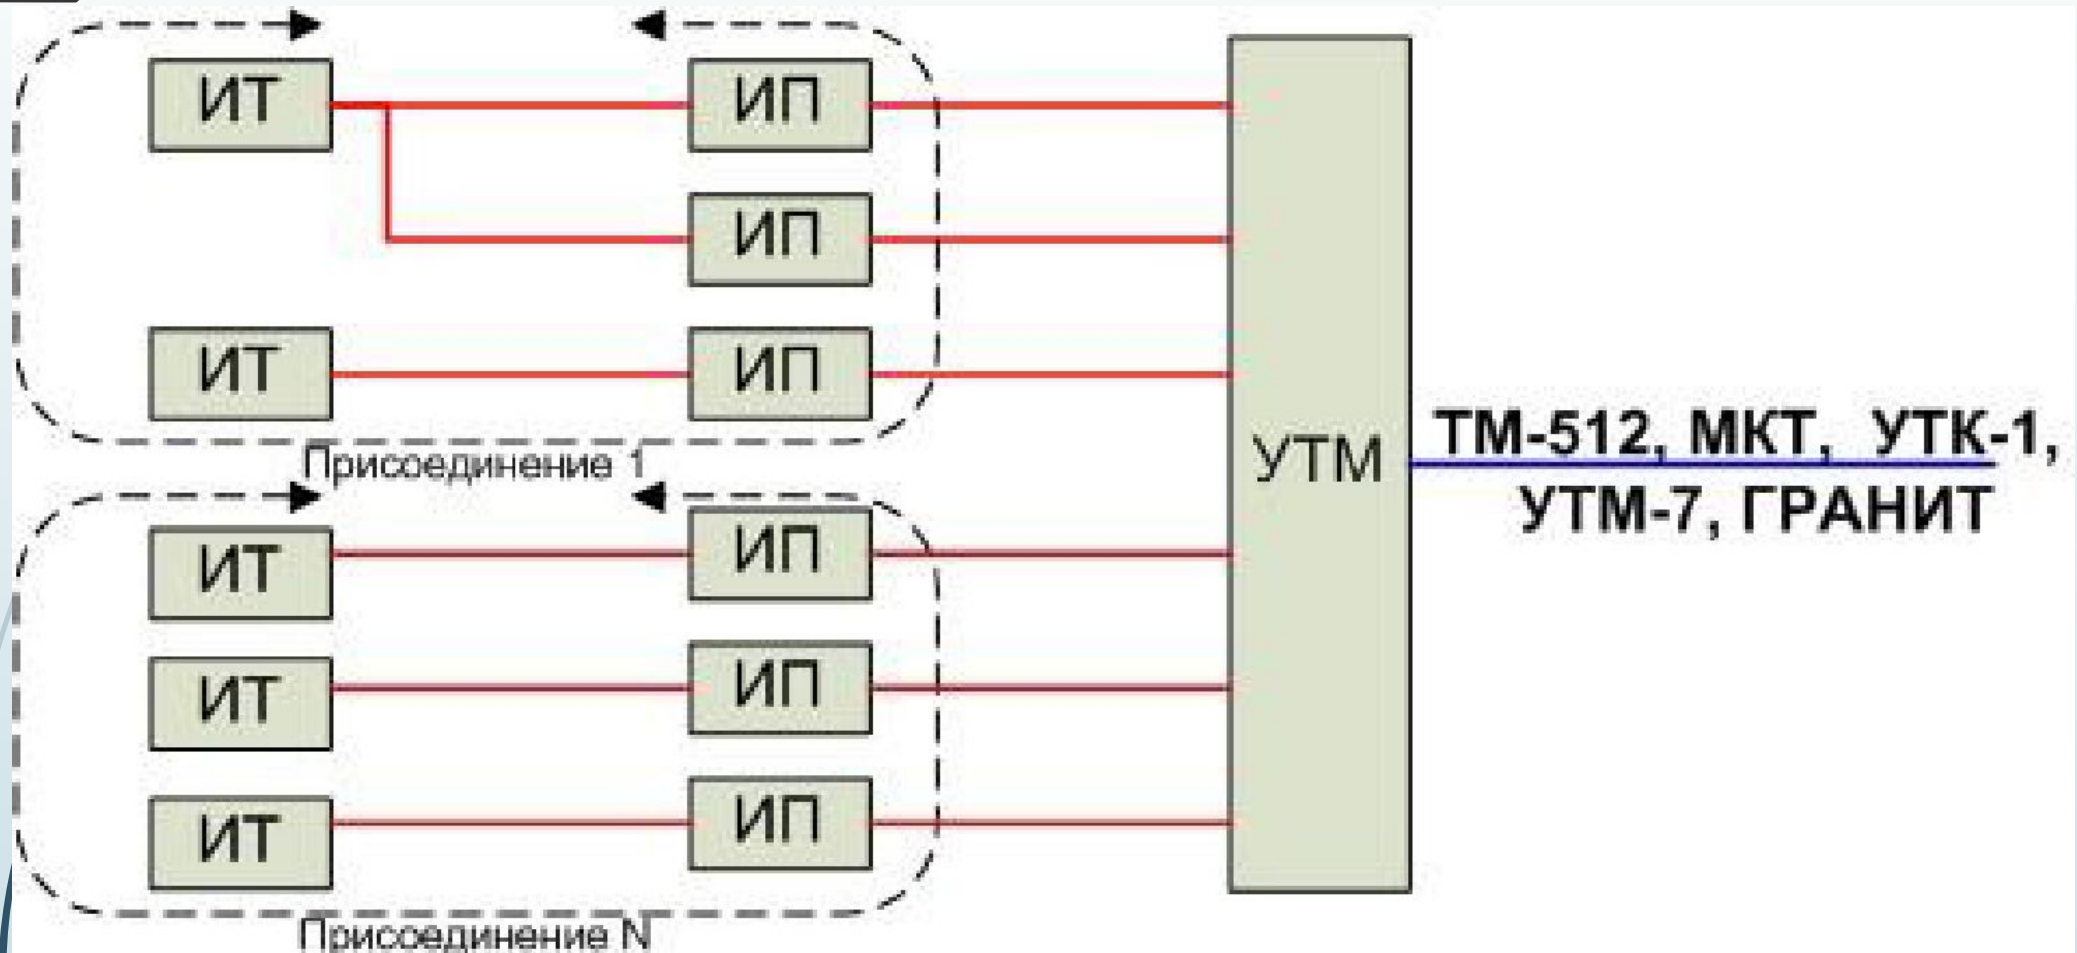 ИТ ИП
ИП
ИТ ИП
Присоединение 1
УТМ
ТМ-512, МКТ, УТК-1,
УТМ-7, ГРАНИТ
ИТ ИП
ИТ ИП
ИТ ИП
Присоединение N